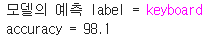 모델의 예측 label = keyboard
accuracy = 98.1